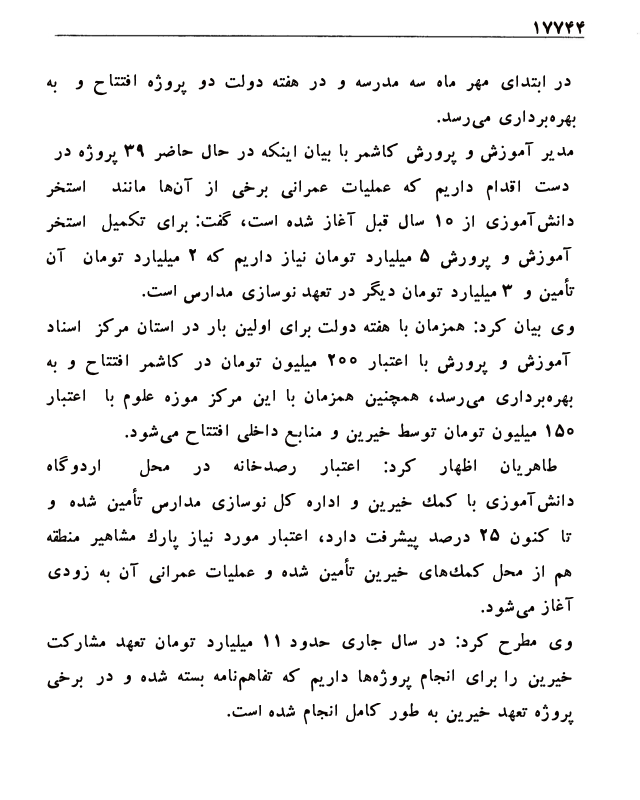 ۱۷۷۴۴
در ابتدای مهر ماه سه مدرسه و در هفته دولت دو پروژه افتتاح و به
بهره‌برداری می‌رسد.
مدیر آموزش و پرورش کاشمر با بیان اینکه در حال حاضر ۳۹ پروژه در
دست اقدام داریم که عملیات عمرانی برخی از آن‌ها مانند استخر
دانش‌آموزی از ۱۰ سال قبل آغاز شده است، گفت: برای تکمیل استخر
آموزش و پرورش ۵ میلیارد تومان نیاز داریم که ۲ میلیارد تومان آن
تأمین و ۳ میلیارد تومان دیگر در تعهد نوسازی مدارس است.
وی بیان کرد: همزمان با هفته دولت برای اولین بار در استان مرکز اسناد
آموزش و پرورش با اعتبار ۲۰۰ میلیون تومان در کاشمر افتتاح و به
بهره‌برداری می‌رسد، همچنین همزمان با این مرکز موزه علوم با اعتبار
۱۵۰ میلیون تومان توسط خیرین و منابع داخلی افتتاح می‌شود.
طاهریان اظهار کرد: اعتبار رصدخانه در محل اردوگاه
دانش‌آموزی با کمك خیرین و اداره کل نوسازی مدارس تأمین شده و
تا کنون ۲۵ درصد پیشرفت دارد، اعتبار مورد نیاز پارك مشاهیر منطقه
هم از محل کمك‌های خیرین تأمین شده و عملیات عمرانی آن به زودی
آغاز می‌شود.
وی مطرح کرد: در سال جاری حدود ۱۱ میلیارد تومان تعهد مشارکت
خیرین را برای انجام پروژه‌ها داریم که تفاهم‌نامه بسته شده و در برخی
پروژه تعهد خیرین به طور کامل انجام شده است.